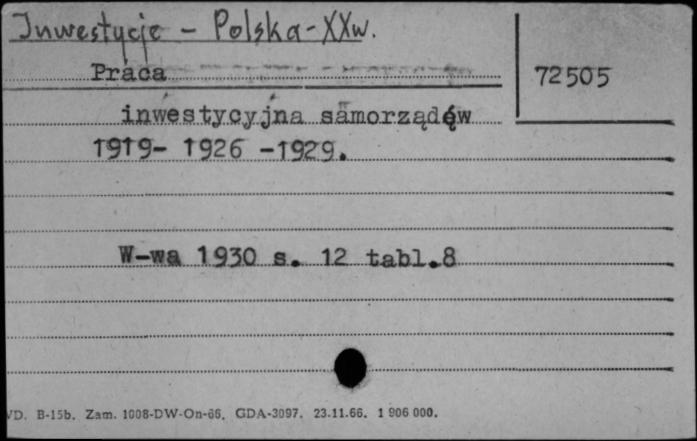 Inwestycje - Polska - XXw.
Praca
72505
inwestycyjna samorządów
1919- 1926 -1929.
W-wa 1930 s. 12 tabl.8
VD. B-15b. Zam. 1008-DW-On-66. GDA-3097. 23.11.66. 1 906 000.